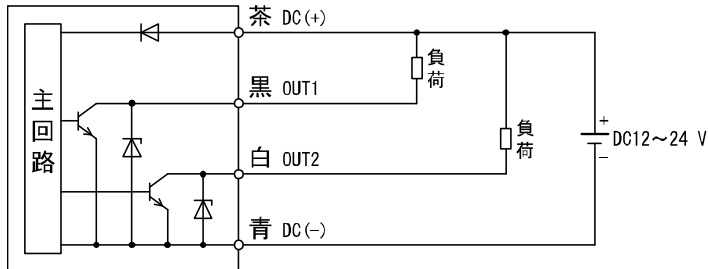 茶 DC(+)
負荷
黒 OUT1
主回路
+
DC12～24 V
−
負荷
白 OUT2
青 DC(−)